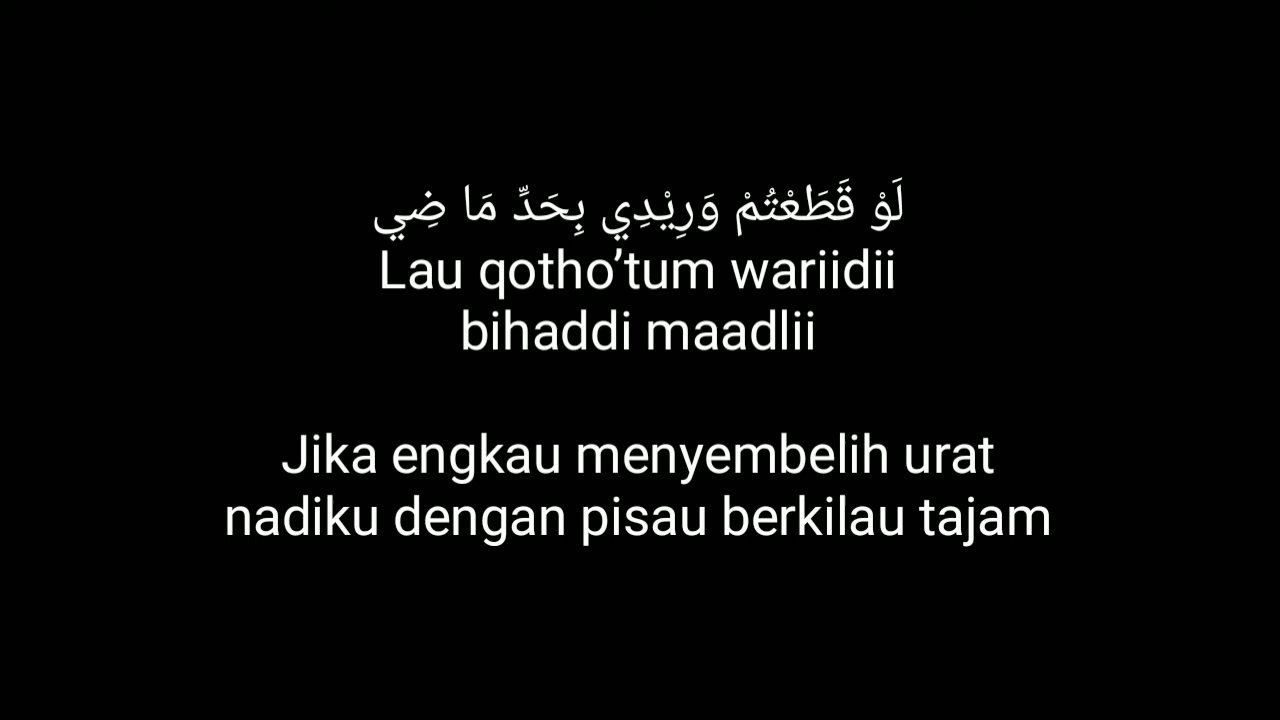 لَوْ قَطَعْتُمْ وَرِيْدِي بِحَدِّ مَا ضِي
Lau qotho’tum wariidii
bihaddi maadlii
Jika engkau menyembelih urat
nadiku dengan pisau berkilau tajam